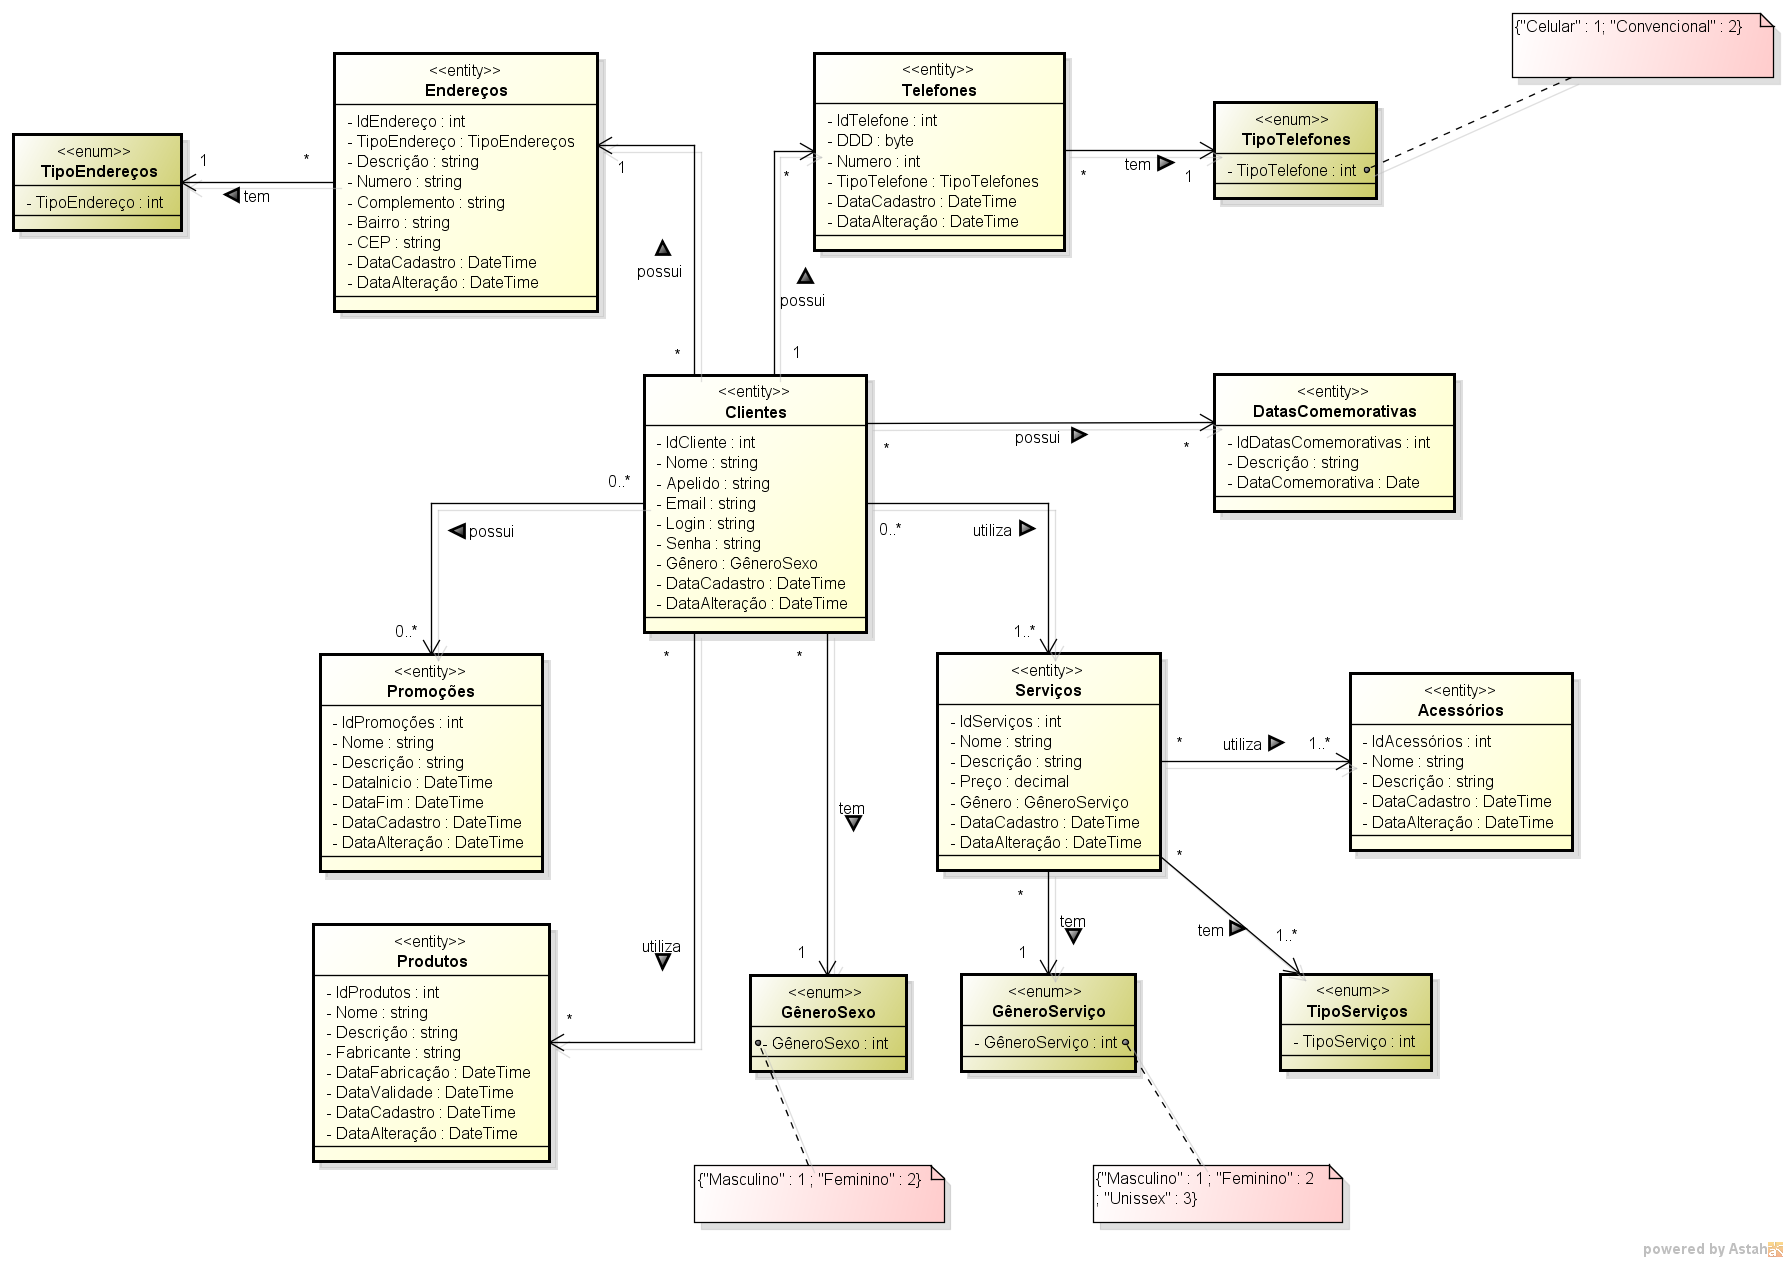 {"Celular" : 1; "Convencional" : 2}
<<entity>>
Endereços
- IdEndereço : int
- TipoEndereço : TipoEndereços
- Descrição : string
- Numero : string
- Complemento : string
- Bairro : string
- CEP : string
- DataCadastro : DateTime
- DataAlteração : DateTime
<<entity>>
Telefones
- IdTelefone : int
- DDD : byte
- Numero : int
- TipoTelefone : TipoTelefones
- DataCadastro : DateTime
- DataAlteração : DateTime
<<enum>>
TipoTelefones
- TipoTelefone : int
<<enum>>
TipoEndereços
- TipoEndereço : int
1
*
tem
1
possui
*
*
possui
1
*
tem
1
<<entity>>
Clientes
- IdCliente : int
- Nome : string
- Apelido : string
- Email : string
- Login : string
- Senha : string
- Gênero : GêneroSexo
- DataCadastro : DateTime
- DataAlteração : DateTime
<<entity>>
DatasComemorativas
- IdDatasComemorativas : int
- Descrição : string
- DataComemorativa : Date
*
possui
*
0..*
possui
0..*
0..*
utiliza
1..*
<<entity>>
Promoções
- IdPromoções : int
- Nome : string
- Descrição : string
- DataInicio : DateTime
- DataFim : DateTime
- DataCadastro : DateTime
- DataAlteração : DateTime
*
utiliza
*
*
tem
1
<<entity>>
Serviços
- IdServiços : int
- Nome : string
- Descrição : string
- Preço : decimal
- Gênero : GêneroServiço
- DataCadastro : DateTime
- DataAlteração : DateTime
*
utiliza
1..*
<<entity>>
Acessórios
- IdAcessórios : int
- Nome : string
- Descrição : string
- DataCadastro : DateTime
- DataAlteração : DateTime
*
tem
1
*
tem
1..*
<<entity>>
Produtos
- IdProdutos : int
- Nome : string
- Descrição : string
- Fabricante : string
- DataFabricação : DateTime
- DataValidade : DateTime
- DataCadastro : DateTime
- DataAlteração : DateTime
<<enum>>
GêneroSexo
- GêneroSexo : int
<<enum>>
GêneroServiço
- GêneroServiço : int
<<enum>>
TipoServiços
- TipoServiço : int
{"Masculino" : 1 ; "Feminino" : 2}
{"Masculino" : 1 ; "Feminino" : 2
; "Unissex" : 3}
powered by Astah